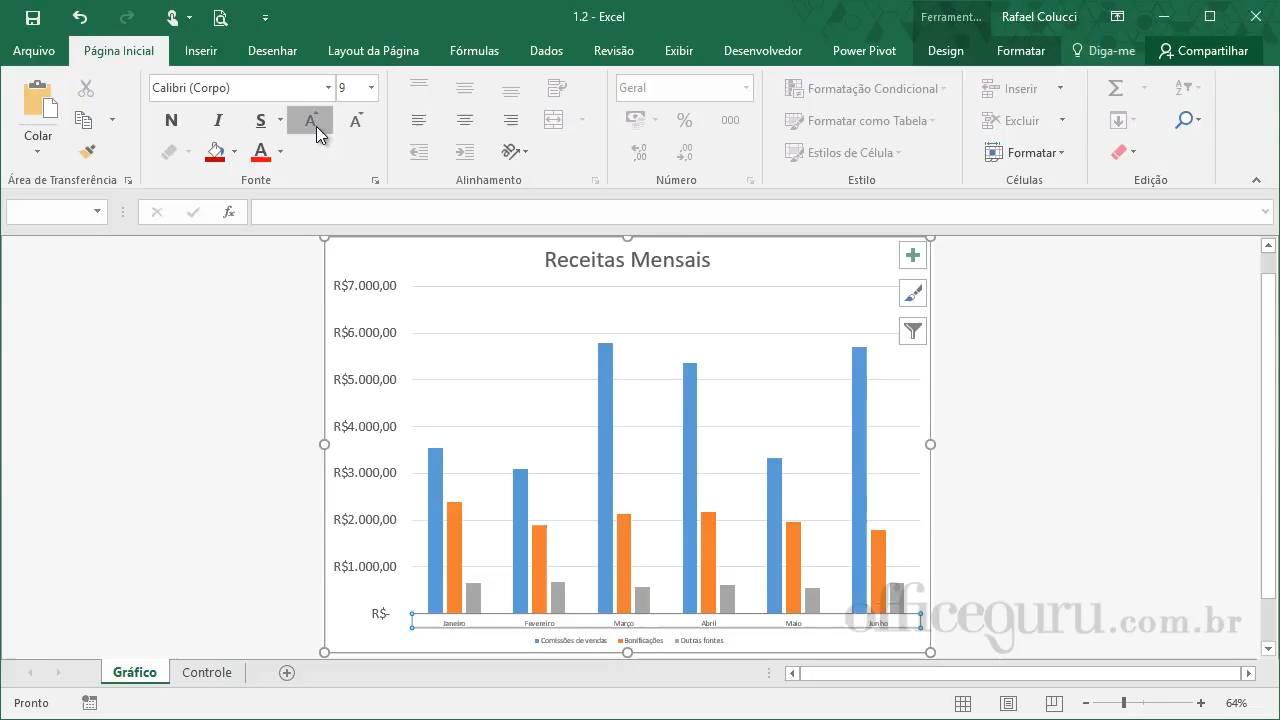 1.2 - Excel
Ferrament...
Rafael Colucci
Arquivo
Página Inicial
Inserir
Desenhar
Layout da Página
Fórmulas
Dados
Revisão
Exibir
Desenvolvedor
Power Pivot
Design
Formatar
Diga-me
Compartilhar
Colar
Área de Transferência
Calibri (Corpo)
9
N
I
S
A
A
A
Fonte
Alinhamento
Geral
%
000
Número
Formatação Condicional
Formatar como Tabela
Estilos de Célula
Estilo
Inserir
Excluir
Formatar
Células
Edição
fx
Receitas Mensais
R$7.000,00
R$6.000,00
R$5.000,00
R$4.000,00
R$3.000,00
R$2.000,00
R$1.000,00
R$-
Janeiro Fevereiro Março Abril Maio Junho
Comissões de vendas Bonificações Outras fontes
officeguru.com.br
Gráfico
Controle
Pronto
64%